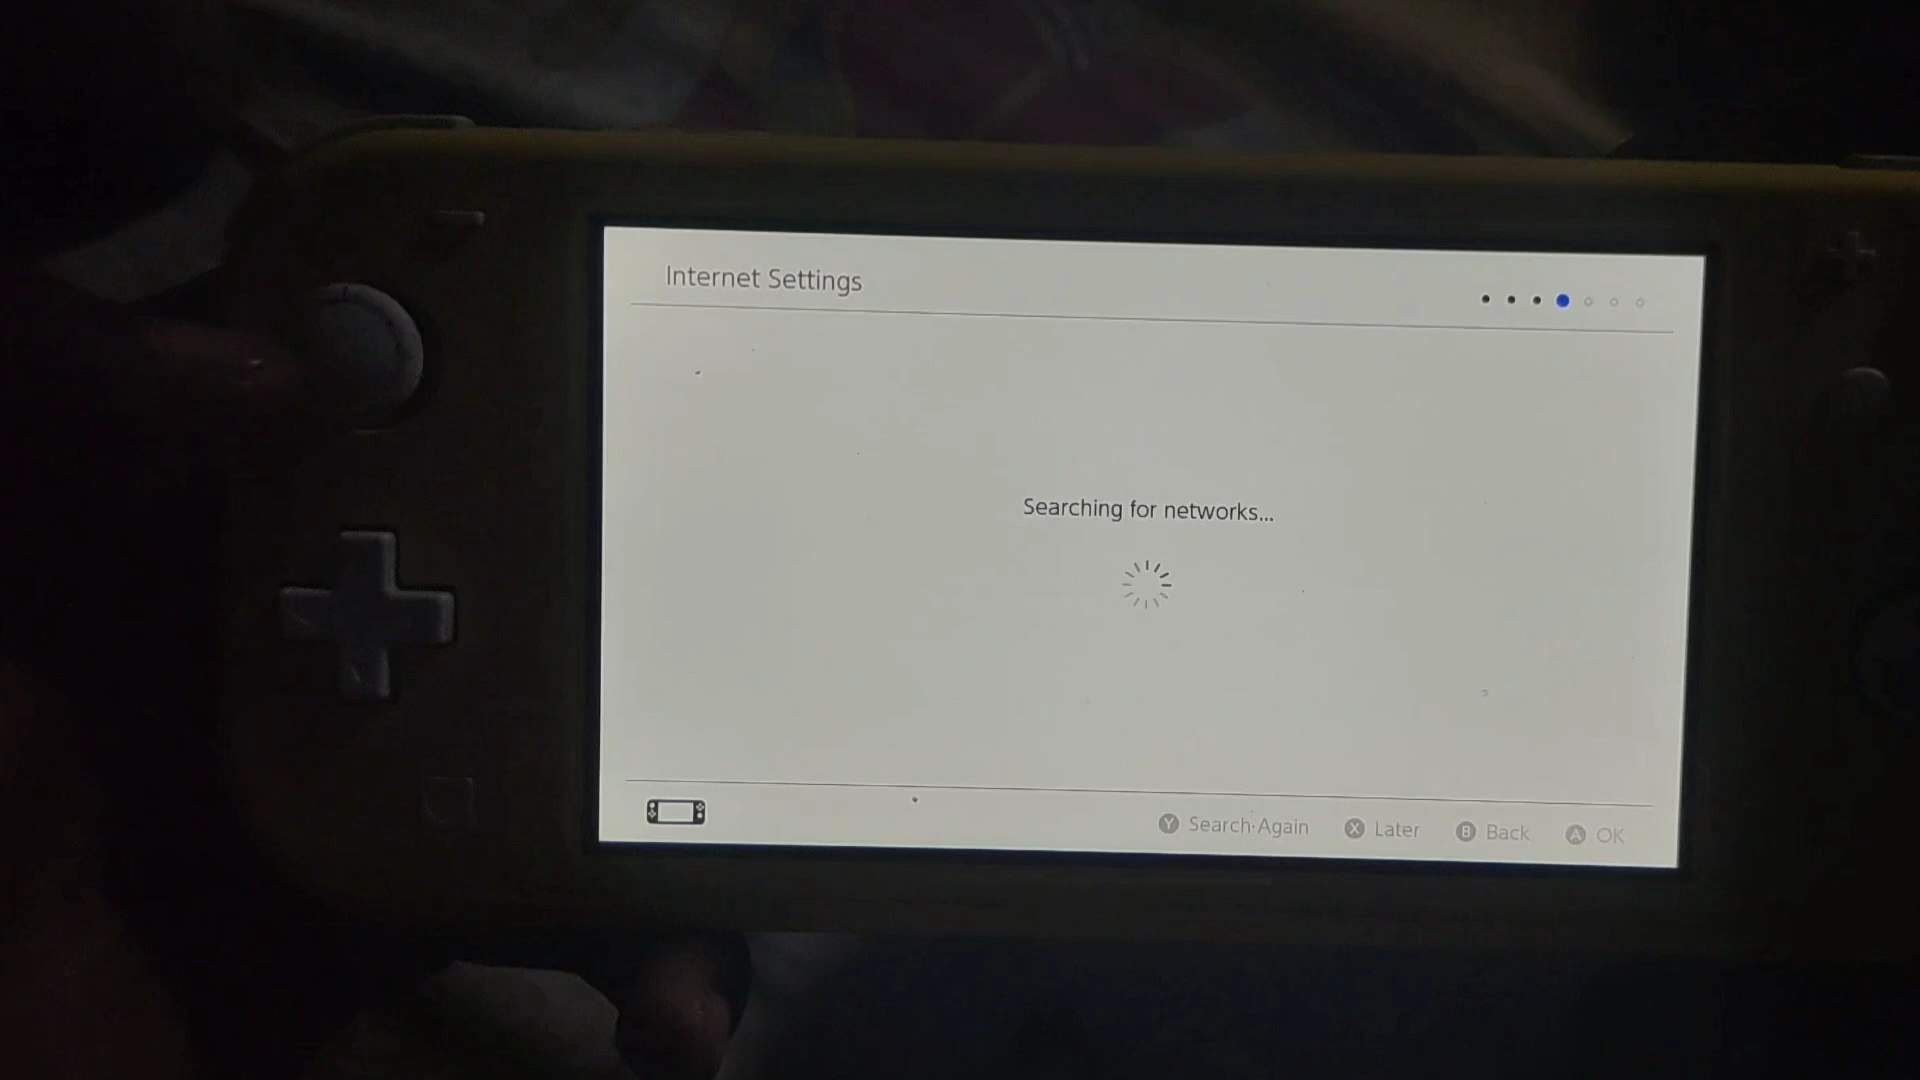 Internet Settings
Searching for networks...
Y Search Again X Later B Back A OK